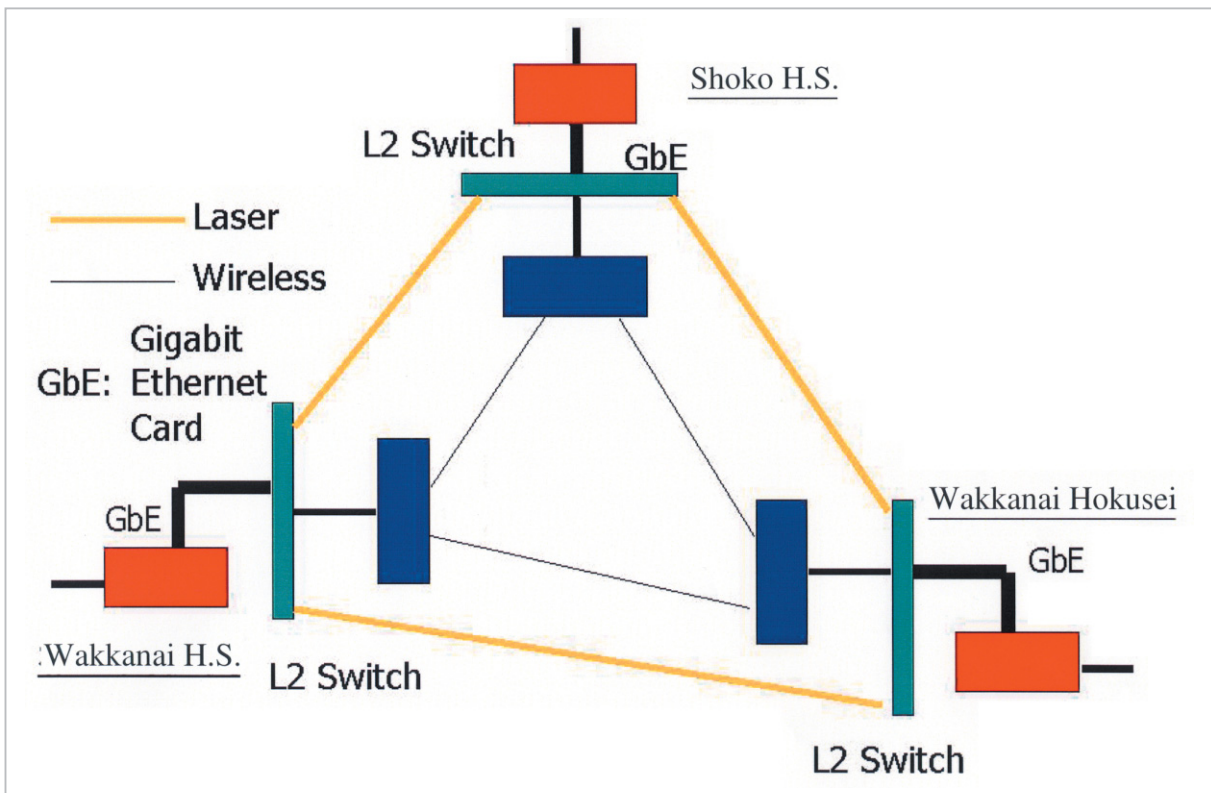 Shoko H.S.
L2 Switch
GbE
Laser
Wireless
Gigabit
GbE: Ethernet
Card
Wakkanai Hokusei
GbE
GbE
:Wakkanai H.S.
L2 Switch
L2 Switch